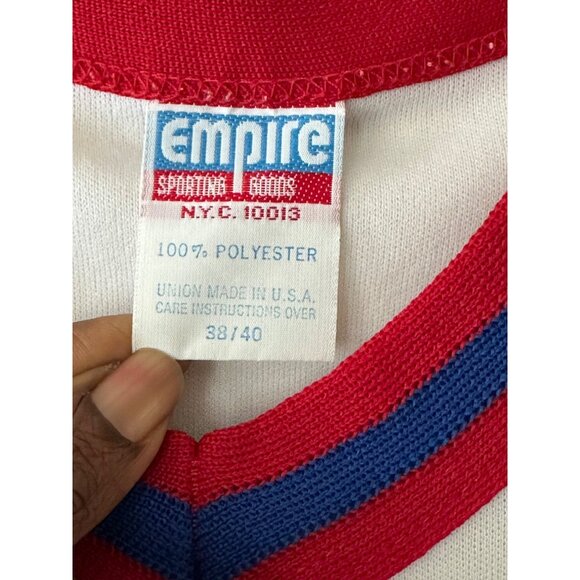 Empire
SPORTING GOODS
N.Y.C. 10013
100% POLYESTER
UNION MADE IN U.S.A.
CARE INSTRUCTIONS OVER
38/40